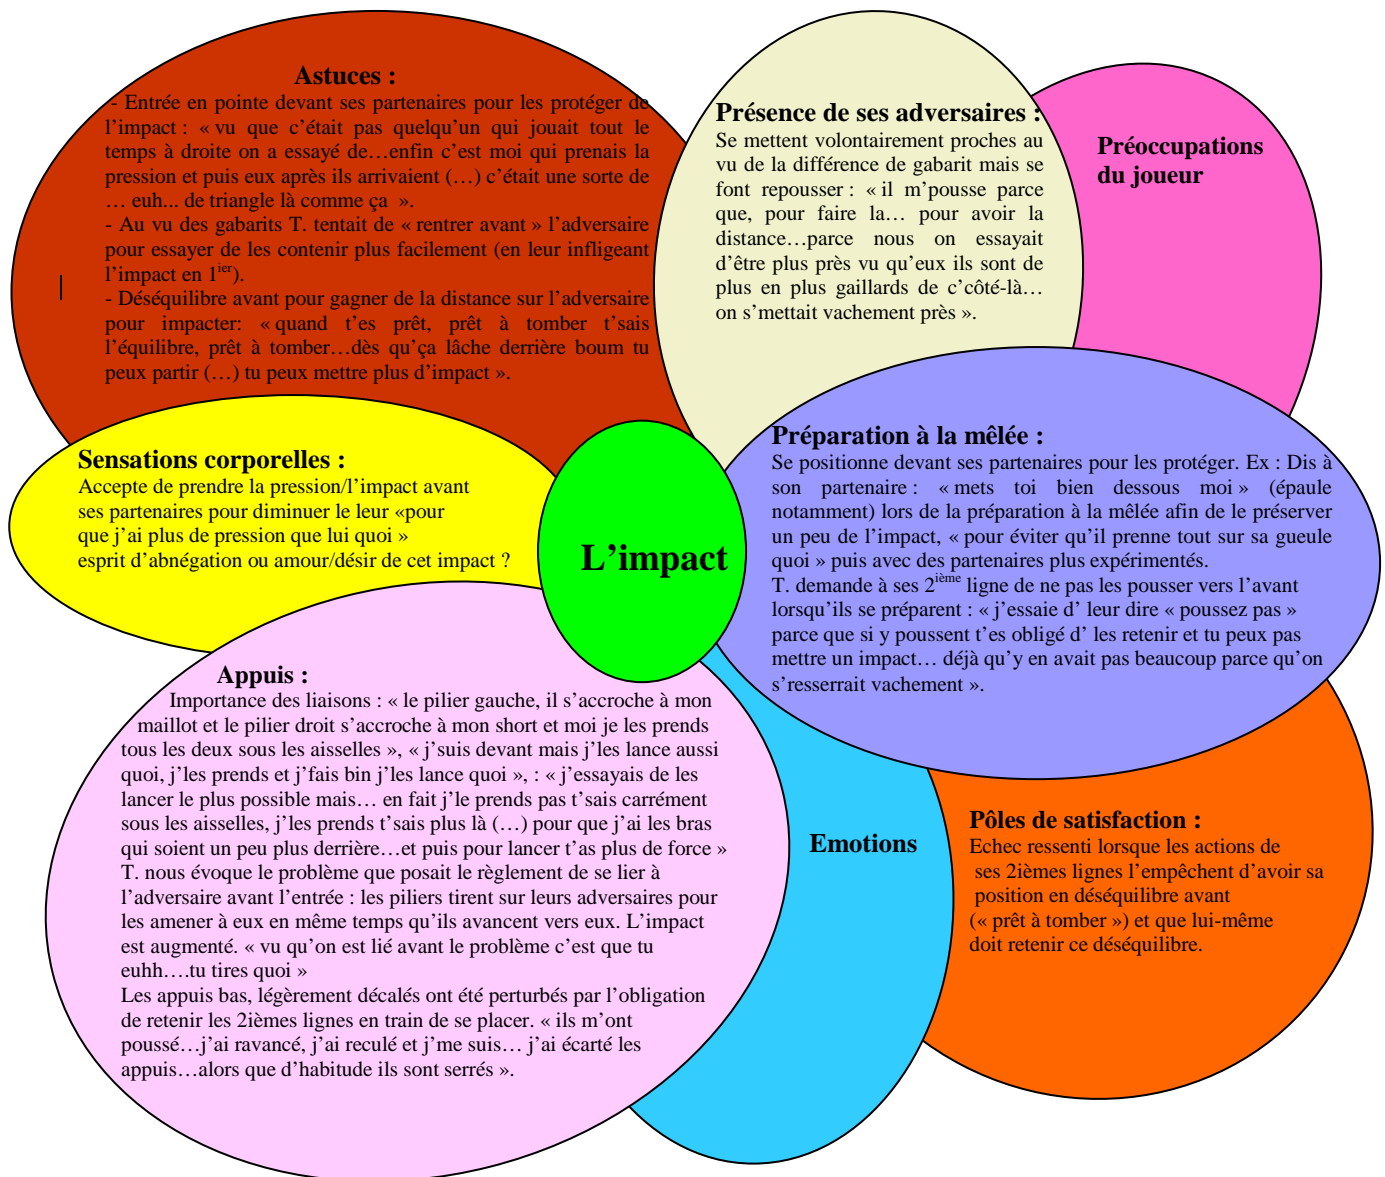 Astuces :
- Entrée en pointe devant ses partenaires pour les protéger de
l’impact : « vu que c’était pas quelqu’un qui jouait tout le
temps à droite on a essayé de…enfin c’est moi qui prenais la
pression et puis eux après ils arrivaient (…) c’était une sorte de
… euh... de triangle là comme ça ».
- Au vu des gabarits T. tentait de « rentrer avant » l’adversaire
pour essayer de les contenir plus facilement (en leur infligeant
l’impact en 1ier).
- Déséquilibre avant pour gagner de la distance sur l’adversaire
pour impacter: « quand t’es prêt, prêt à tomber t’sais
l’équilibre, prêt à tomber…dès qu’ça lâche derrière boum tu
peux partir (…) tu peux mettre plus d’impact ».
Présence de ses adversaires :
Se mettent volontairement proches au
vu de la différence de gabarit mais se
font repousser : « il m’pousse parce
que, pour faire la… pour avoir la
distance…parce nous on essayait
d’être plus près vu qu’eux ils sont de
plus en plus gaillards de c’côté-là…
on s’mettait vachement près ».
Préoccupations
du joueur
Sensations corporelles :
Accepte de prendre la pression/l’impact avant
ses partenaires pour diminuer le leur «pour
que j’ai plus de pression que lui quoi »
esprit d’abnégation ou amour/désir de cet impact ?
L’impact
Préparation à la mêlée :
Se positionne devant ses partenaires pour les protéger. Ex : Dis à
son partenaire : « mets toi bien dessous moi » (épaule
notamment) lors de la préparation à la mêlée afin de le préserver
un peu de l’impact, « pour éviter qu’il prenne tout sur sa gueule
quoi » puis avec des partenaires plus expérimentés.
T. demande à ses 2ième ligne de ne pas les pousser vers l’avant
lorsqu’ils se préparent : « j’essaie d’ leur dire « poussez pas »
parce que si y poussent t’es obligé d’ les retenir et tu peux pas
mettre un impact… déjà qu’y en avait pas beaucoup parce qu’on
s’resserrait vachement ».
Appuis :
Importance des liaisons : « le pilier gauche, il s’accroche à mon
maillot et le pilier droit s’accroche à mon short et moi je les prends
tous les deux sous les aisselles », « j’suis devant mais j’les lance aussi
quoi, j’les prends et j’fais bin j’les lance quoi », : « j’essayais de les
lancer le plus possible mais… en fait j’le prends pas t’sais carrément
sous les aisselles, j’les prends t’sais plus là (…) pour que j’ai les bras
qui soient un peu plus derrière…et puis pour lancer t’as plus de force »
T. nous évoque le problème que posait le règlement de se lier à
l’adversaire avant l’entrée : les piliers tirent sur leurs adversaires pour
les amener à eux en même temps qu’ils avancent vers eux. L’impact
est augmenté. « vu qu’on est lié avant le problème c’est que tu
euhh….tu tires quoi »
Les appuis bas, légèrement décalés ont été perturbés par l’obligation
de retenir les 2ièmes lignes en train de se placer. « ils m’ont
poussé…j’ai ravancé, j’ai reculé et j’me suis… j’ai écarté les
appuis…alors que d’habitude ils sont serrés ».
Emotions
Pôles de satisfaction :
Echec ressenti lorsque les actions de
ses 2ièmes lignes l’empêchent d’avoir sa
position en déséquilibre avant
(« prêt à tomber ») et que lui-même
doit retenir ce déséquilibre.